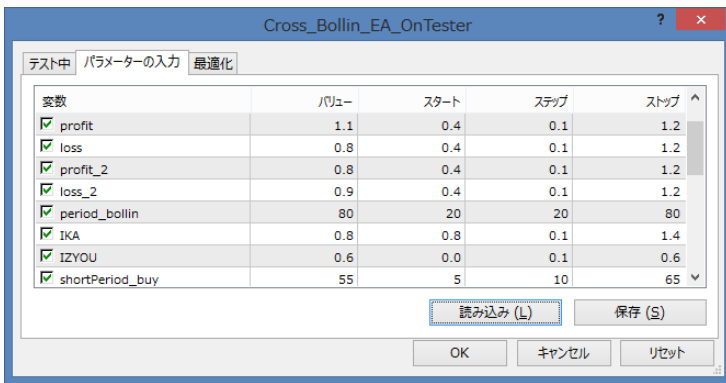 Cross_Bollin_EA_OnTester ? ×
テスト中 パラメーターの入力 最適化
変数 バリュー スタート ステップ ストップ
profit 1.1 0.4 0.1 1.2
loss 0.8 0.4 0.1 1.2
profit_2 0.8 0.4 0.1 1.2
loss_2 0.9 0.4 0.1 1.2
period_bollin 80 20 20 80
IKA 0.8 0.8 0.1 1.4
IZYOU 0.6 0.0 0.1 0.6
shortPeriod_buy 55 5 10 65
読み込み (L) 保存 (S)
OK キャンセル リセット